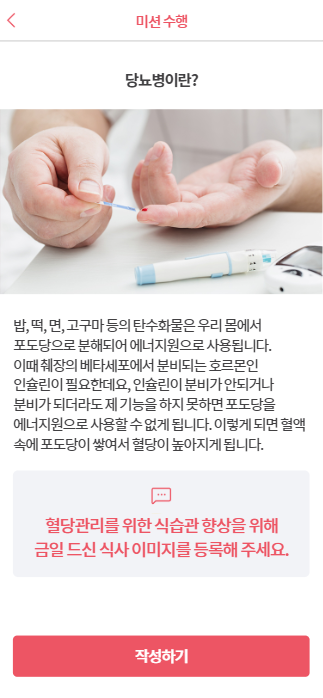 미션 수행
당뇨병이란?
밥, 떡, 면, 고구마 등의 탄수화물은 우리 몸에서
포도당으로 분해되어 에너지원으로 사용됩니다.
이때 췌장의 베타세포에서 분비되는 호르몬인
인슐린이 필요한데요, 인슐린이 분비가 안되거나
분비가 되더라도 제 기능을 하지 못하면 포도당을
에너지원으로 사용할 수 없게 됩니다. 이렇게 되면 혈액
속에 포도당이 쌓여서 혈당이 높아지게 됩니다.
혈당관리를 위한 식습관 향상을 위해
금일 드신 식사 이미지를 등록해 주세요.
작성하기